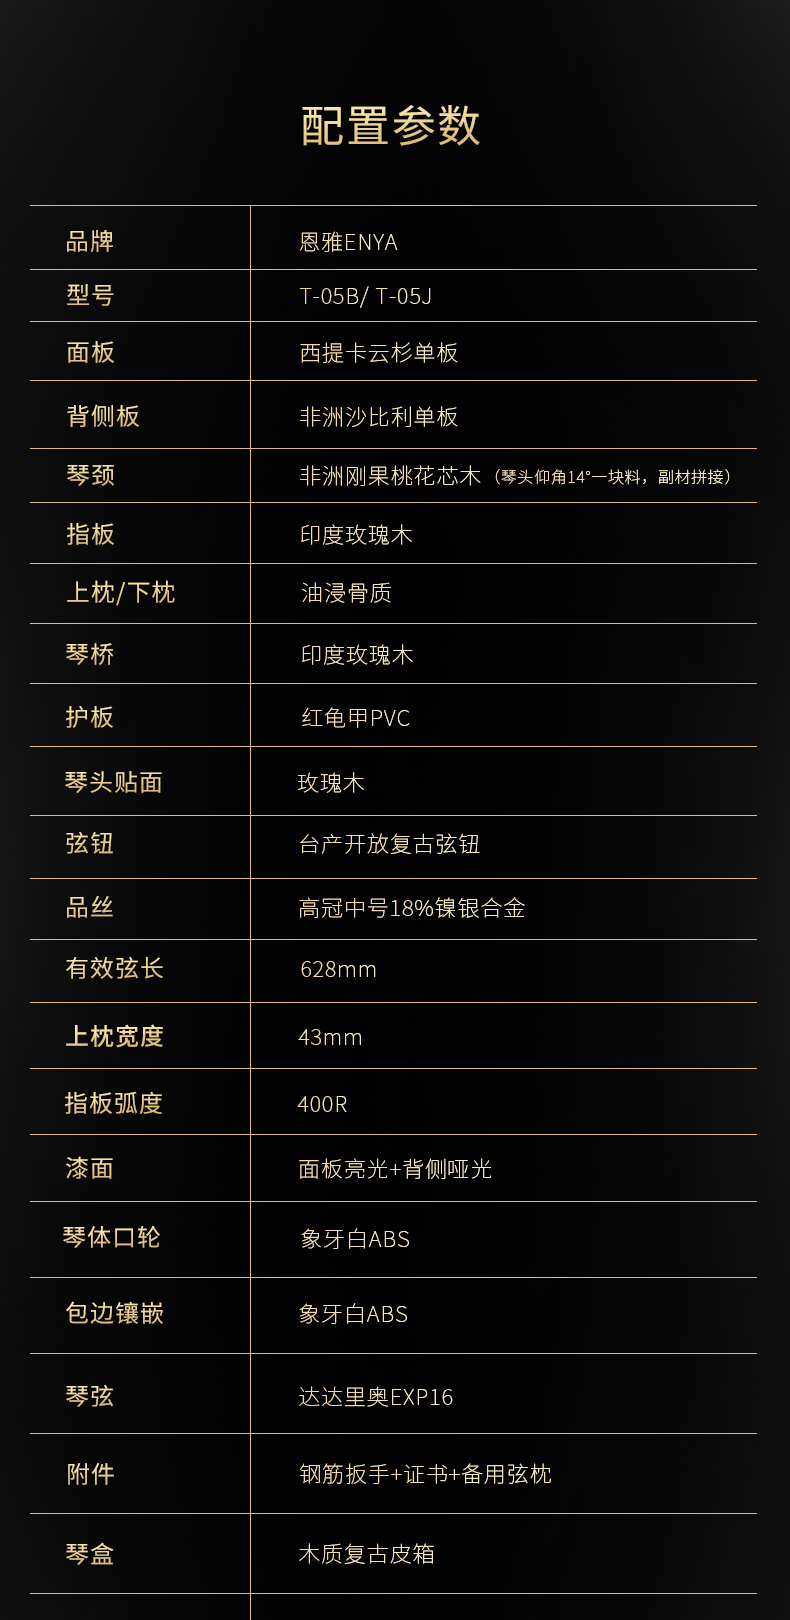 配置参数
品牌 恩雅ENYA
型号 T-05B/ T-05J
面板 西提卡云杉单板
背侧板 非洲沙比利单板
琴颈 非洲刚果桃花芯木（琴头仰角14°一块料，副材拼接）
指板 印度玫瑰木
上枕/下枕 油浸骨质
琴桥 印度玫瑰木
护板 红龟甲PVC
琴头贴面 玫瑰木
弦钮 台产开放复古弦钮
品丝 高冠中号18%镍银合金
有效弦长 628mm
上枕宽度 43mm
指板弧度 400R
漆面 面板亮光+背侧哑光
琴体口轮 象牙白ABS
包边镶嵌 象牙白ABS
琴弦 达达里奥EXP16
附件 钢筋扳手+证书+备用弦枕
琴盒 木质复古皮箱